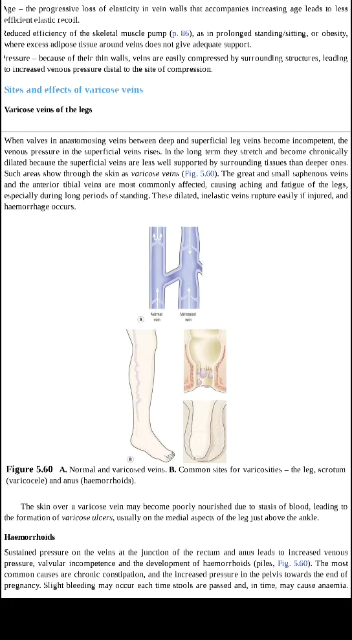 Age – the progressive loss of elasticity in vein walls that accompanies increasing age leads to less
efficient elastic recoil.
Reduced efficiency of the skeletal muscle pump (p. 86), as in prolonged standing/sitting, or obesity,
where excess adipose tissue around veins does not give adequate support.
Pressure – because of their thin walls, veins are easily compressed by surrounding structures, leading
to increased venous pressure distal to the site of compression.
Sites and effects of varicose veins
Varicose veins of the legs
When valves in anastomosing veins between deep and superficial leg veins become incompetent, the
venous pressure in the superficial veins rises. In the long term they stretch and become chronically
dilated because the superficial veins are less well supported by surrounding tissues than deeper ones.
Such areas show through the skin as varicose veins (Fig. 5.60). The great and small saphenous veins
and the anterior tibial veins are most commonly affected, causing aching and fatigue of the legs,
especially during long periods of standing. These dilated, inelastic veins rupture easily if injured, and
haemorrhage occurs.
Normal vein
Varicosed vein
A
B
Figure 5.60 A. Normal and varicosed veins. B. Common sites for varicosities – the leg, scrotum
(varicocele) and anus (haemorrhoids).
The skin over a varicose vein may become poorly nourished due to stasis of blood, leading to
the formation of varicose ulcers, usually on the medial aspects of the leg just above the ankle.
Haemorrhoids
Sustained pressure on the veins at the junction of the rectum and anus leads to increased venous
pressure, valvular incompetence and the development of haemorrhoids (piles, Fig. 5.60). The most
common causes are chronic constipation, and the increased pressure in the pelvis towards the end of
pregnancy. Slight bleeding may occur each time stools are passed and, in time, may cause anaemia.